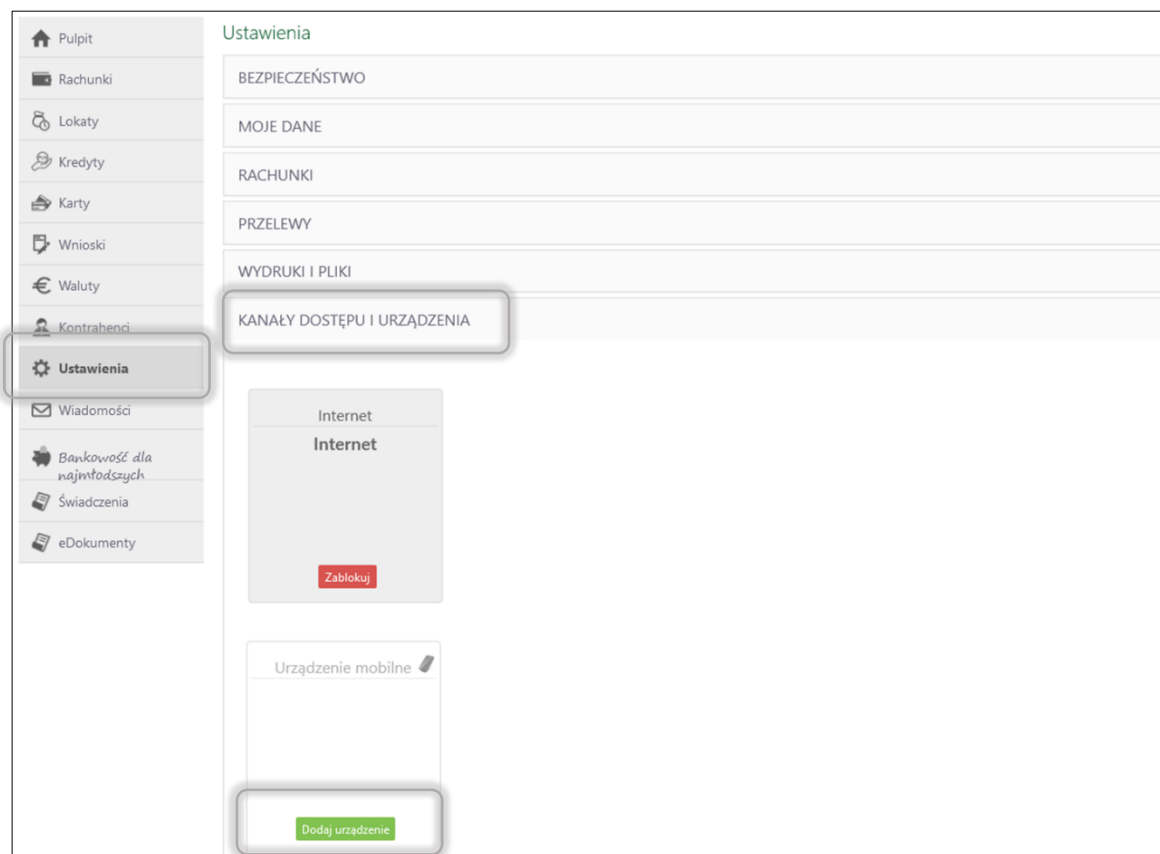 Pulpit
Rachunki
Lokaty
Kredyty
Karty
Wnioski
Waluty
Kontrahenci
Ustawienia
Wiadomości
Bankowość dla
najmłodszych
Świadczenia
eDokumenty
Ustawienia
BEZPIECZEŃSTWO
MOJE DANE
RACHUNKI
PRZELEWY
WYDRUKI I PLIKI
KANAŁY DOSTĘPU I URZĄDZENIA
Internet
Internet
Zablokuj
Urządzenie mobilne
Dodaj urządzenie